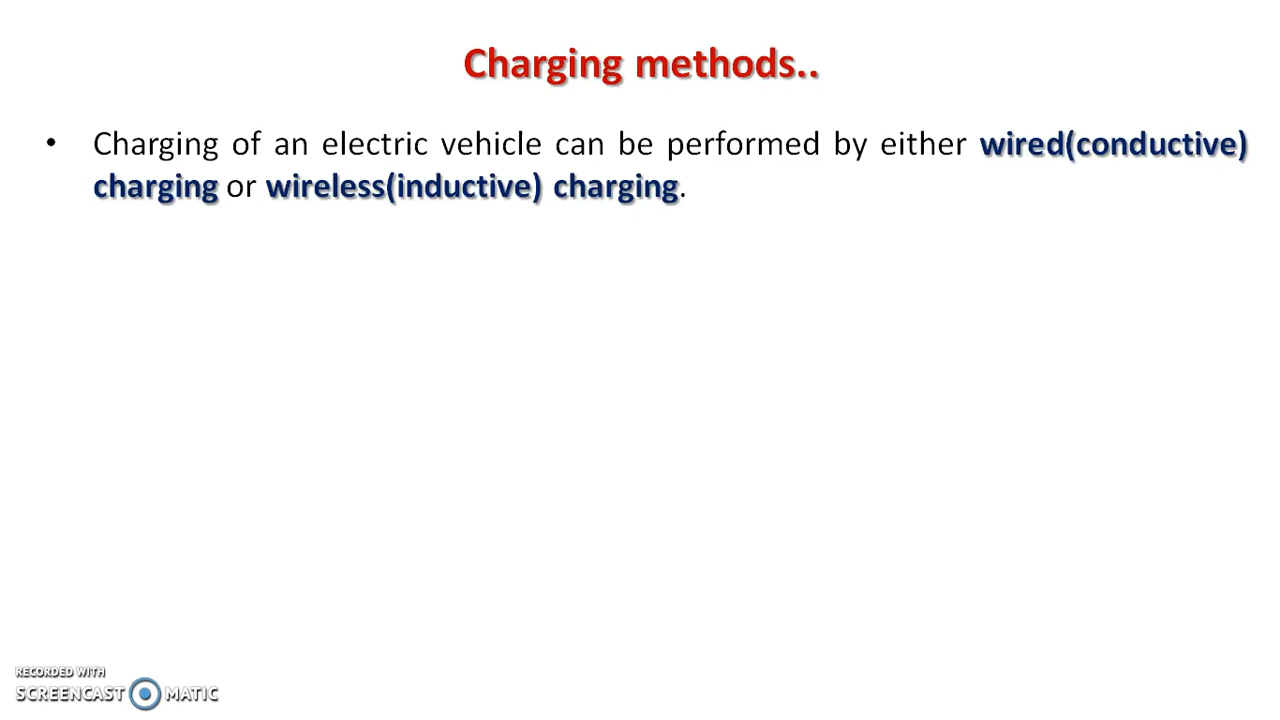 Charging methods..
• Charging of an electric vehicle can be performed by either wired(conductive)
charging or wireless(inductive) charging.
RECORDED WITH
SCREENCAST MATIC